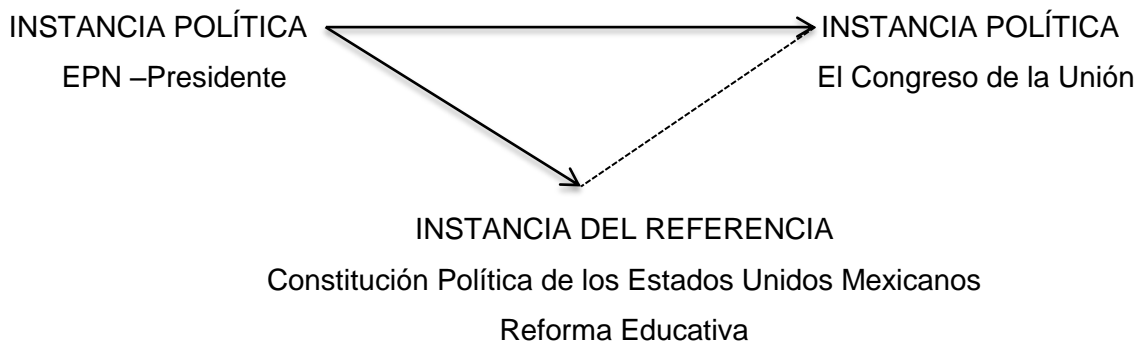 INSTANCIA POLÍTICA
EPN –Presidente
INSTANCIA POLÍTICA
El Congreso de la Unión
INSTANCIA DEL REFERENCIA
Constitución Política de los Estados Unidos Mexicanos
Reforma Educativa